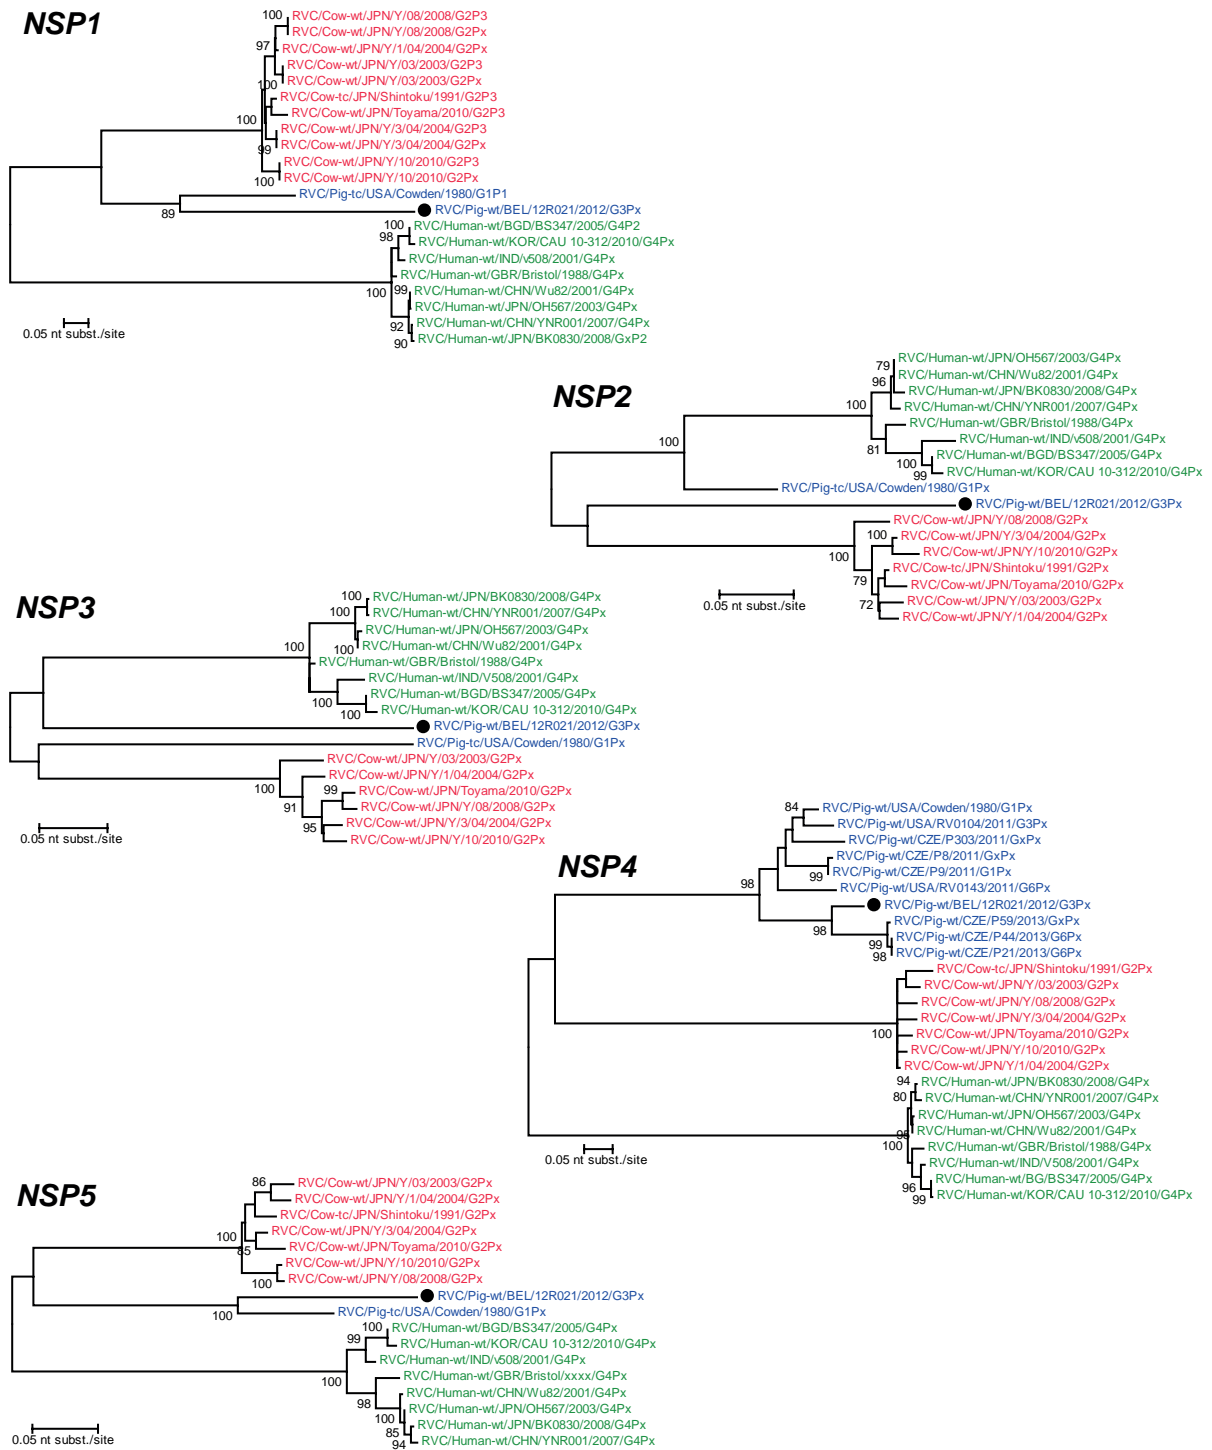 NSP1
100
RVC/Cow-wt/JPN/Y/08/2008/G2P3
RVC/Cow-wt/JPN/Y/08/2008/G2Px
97
RVC/Cow-wt/JPN/Y/1/04/2004/G2Px
RVC/Cow-wt/JPN/Y/03/2003/G2P3
100
RVC/Cow-wt/JPN/Y/03/2003/G2Px
RVC/Cow-tc/JPN/Shintoku/1991/G2P3
RVC/Cow-wt/JPN/Toyama/2010/G2P3
100
RVC/Cow-wt/JPN/Y/3/04/2004/G2P3
99
RVC/Cow-wt/JPN/Y/3/04/2004/G2Px
RVC/Cow-wt/JPN/Y/10/2010/G2P3
100
RVC/Cow-wt/JPN/Y/10/2010/G2Px
RVC/Pig-tc/USA/Cowden/1980/G1P1
89
RVC/Pig-wt/BEL/12R021/2012/G3Px
100
RVC/Human-wt/BGD/BS347/2005/G4P2
98
RVC/Human-wt/KOR/CAU 10-312/2010/G4Px
RVC/Human-wt/IND/v508/2001/G4Px
RVC/Human-wt/GBR/Bristol/1988/G4Px
100
99
RVC/Human-wt/CHN/Wu82/2001/G4Px
RVC/Human-wt/JPN/OH567/2003/G4Px
92
RVC/Human-wt/CHN/YNR001/2007/G4Px
90
RVC/Human-wt/JPN/BK0830/2008/GxP2
0.05 nt subst./site
NSP2
79
RVC/Human-wt/JPN/OH567/2003/G4Px
96
RVC/Human-wt/CHN/Wu82/2001/G4Px
RVC/Human-wt/JPN/BK0830/2008/G4Px
100
RVC/Human-wt/CHN/YNR001/2007/G4Px
RVC/Human-wt/GBR/Bristol/1988/G4Px
100
81
RVC/Human-wt/IND/v508/2001/G4Px
100
RVC/Human-wt/BGD/BS347/2005/G4Px
99
RVC/Human-wt/KOR/CAU 10-312/2010/G4Px
RVC/Pig-tc/USA/Cowden/1980/G1Px
RVC/Pig-wt/BEL/12R021/2012/G3Px
RVC/Cow-wt/JPN/Y/08/2008/G2Px
100
RVC/Cow-wt/JPN/Y/3/04/2004/G2Px
100
RVC/Cow-wt/JPN/Y/10/2010/G2Px
79
RVC/Cow-tc/JPN/Shintoku/1991/G2Px
RVC/Cow-wt/JPN/Toyama/2010/G2Px
72
RVC/Cow-wt/JPN/Y/03/2003/G2Px
RVC/Cow-wt/JPN/Y/1/04/2004/G2Px
0.05 nt subst./site
NSP3
100
RVC/Human-wt/JPN/BK0830/2008/G4Px
100
RVC/Human-wt/CHN/YNR001/2007/G4Px
RVC/Human-wt/JPN/OH567/2003/G4Px
100
100
RVC/Human-wt/CHN/Wu82/2001/G4Px
RVC/Human-wt/GBR/Bristol/1988/G4Px
RVC/Human-wt/IND/V508/2001/G4Px
100
RVC/Human-wt/BGD/BS347/2005/G4Px
100
RVC/Human-wt/KOR/CAU 10-312/2010/G4Px
RVC/Pig-wt/BEL/12R021/2012/G3Px
RVC/Pig-tc/USA/Cowden/1980/G1Px
RVC/Cow-wt/JPN/Y/03/2003/G2Px
100
RVC/Cow-wt/JPN/Y/1/04/2004/G2Px
99
RVC/Cow-wt/JPN/Toyama/2010/G2Px
91
RVC/Cow-wt/JPN/Y/08/2008/G2Px
95
RVC/Cow-wt/JPN/Y/3/04/2004/G2Px
RVC/Cow-wt/JPN/Y/10/2010/G2Px
0.05 nt subst./site
NSP4
84
RVC/Pig-wt/USA/Cowden/1980/G1Px
RVC/Pig-wt/USA/RV0104/2011/G3Px
RVC/Pig-wt/CZE/P303/2011/GxPx
RVC/Pig-wt/CZE/P8/2011/GxPx
99
RVC/Pig-wt/CZE/P9/2011/G1Px
98
RVC/Pig-wt/USA/RV0143/2011/G6Px
RVC/Pig-wt/BEL/12R021/2012/G3Px
98
RVC/Pig-wt/CZE/P59/2013/GxPx
99
RVC/Pig-wt/CZE/P44/2013/G6Px
98
RVC/Pig-wt/CZE/P21/2013/G6Px
RVC/Cow-tc/JPN/Shintoku/1991/G2Px
RVC/Cow-wt/JPN/Y/03/2003/G2Px
RVC/Cow-wt/JPN/Y/08/2008/G2Px
RVC/Cow-wt/JPN/Y/3/04/2004/G2Px
100
RVC/Cow-wt/JPN/Toyama/2010/G2Px
RVC/Cow-wt/JPN/Y/10/2010/G2Px
RVC/Cow-wt/JPN/Y/1/04/2004/G2Px
94
RVC/Human-wt/JPN/BK0830/2008/G4Px
80
RVC/Human-wt/CHN/YNR001/2007/G4Px
RVC/Human-wt/JPN/OH567/2003/G4Px
RVC/Human-wt/CHN/Wu82/2001/G4Px
100
RVC/Human-wt/GBR/Bristol/1988/G4Px
RVC/Human-wt/IND/V508/2001/G4Px
96
RVC/Human-wt/BG/BS347/2005/G4Px
99
RVC/Human-wt/KOR/CAU 10-312/2010/G4Px
0.05 nt subst./site
NSP5
86
RVC/Cow-wt/JPN/Y/03/2003/G2Px
RVC/Cow-wt/JPN/Y/1/04/2004/G2Px
RVC/Cow-tc/JPN/Shintoku/1991/G2Px
100
RVC/Cow-wt/JPN/Y/3/04/2004/G2Px
85
RVC/Cow-wt/JPN/Toyama/2010/G2Px
RVC/Cow-wt/JPN/Y/10/2010/G2Px
100
RVC/Cow-wt/JPN/Y/08/2008/G2Px
RVC/Pig-wt/BEL/12R021/2012/G3Px
100
RVC/Pig-tc/USA/Cowden/1980/G1Px
100
RVC/Human-wt/BGD/BS347/2005/G4Px
99
RVC/Human-wt/KOR/CAU 10-312/2010/G4Px
RVC/Human-wt/IND/v508/2001/G4Px
100
RVC/Human-wt/GBR/Bristol/xxxx/G4Px
98
RVC/Human-wt/CHN/Wu82/2001/G4Px
100
RVC/Human-wt/JPN/OH567/2003/G4Px
85
RVC/Human-wt/JPN/BK0830/2008/G4Px
94
RVC/Human-wt/CHN/YNR001/2007/G4Px
0.05 nt subst./site